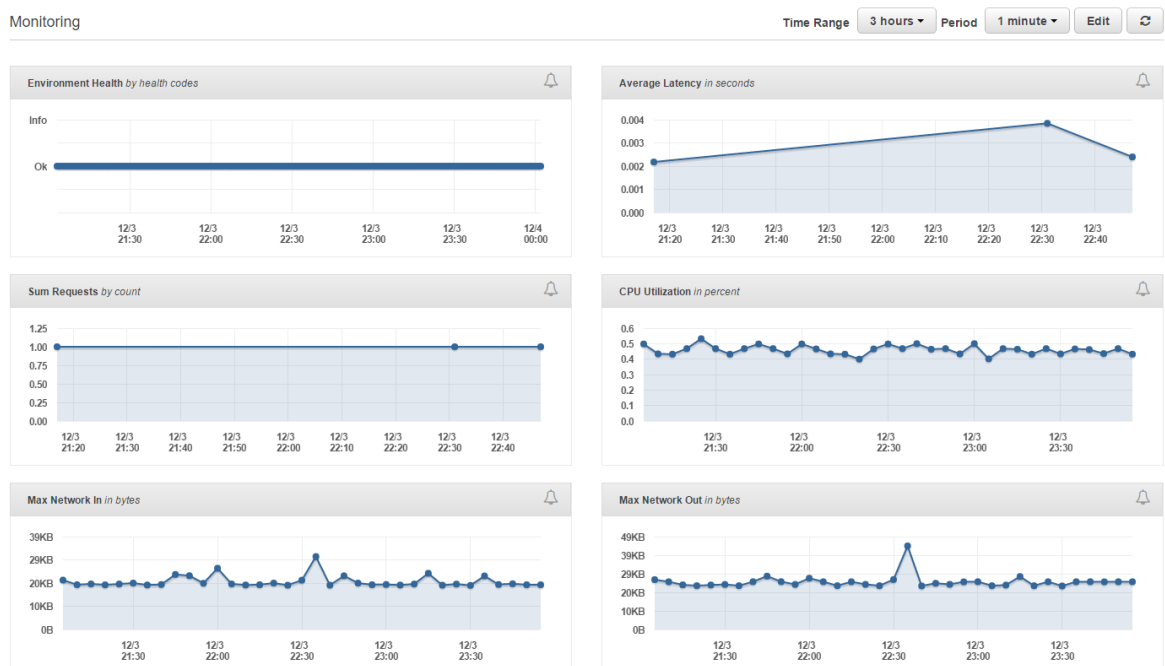 Monitoring
Time Range 3 hours Period 1 minute Edit
Environment Health by health codes
Info
Ok
12/3 12/3 12/3 12/3 12/3 12/4
21:30 22:00 22:30 23:00 23:30 00:00
Average Latency in seconds
0.004
0.003
0.002
0.001
0.000
12/3 12/3 12/3 12/3 12/3 12/3 12/3 12/3 12/3
21:20 21:30 21:40 21:50 22:00 22:10 22:20 22:30 22:40
Sum Requests by count
1.25
1.00
0.75
0.50
0.25
0.00
12/3 12/3 12/3 12/3 12/3 12/3 12/3 12/3 12/3
21:20 21:30 21:40 21:50 22:00 22:10 22:20 22:30 22:40
CPU Utilization in percent
0.6
0.5
0.4
0.3
0.2
0.1
0.0
12/3 12/3 12/3 12/3 12/3
21:30 22:00 22:30 23:00 23:30
Max Network In in bytes
39KB
29KB
20KB
10KB
0B
12/3 12/3 12/3 12/3 12/3
21:30 22:00 22:30 23:00 23:30
Max Network Out in bytes
49KB
39KB
29KB
20KB
10KB
0B
12/3 12/3 12/3 12/3 12/3
21:30 22:00 22:30 23:00 23:30